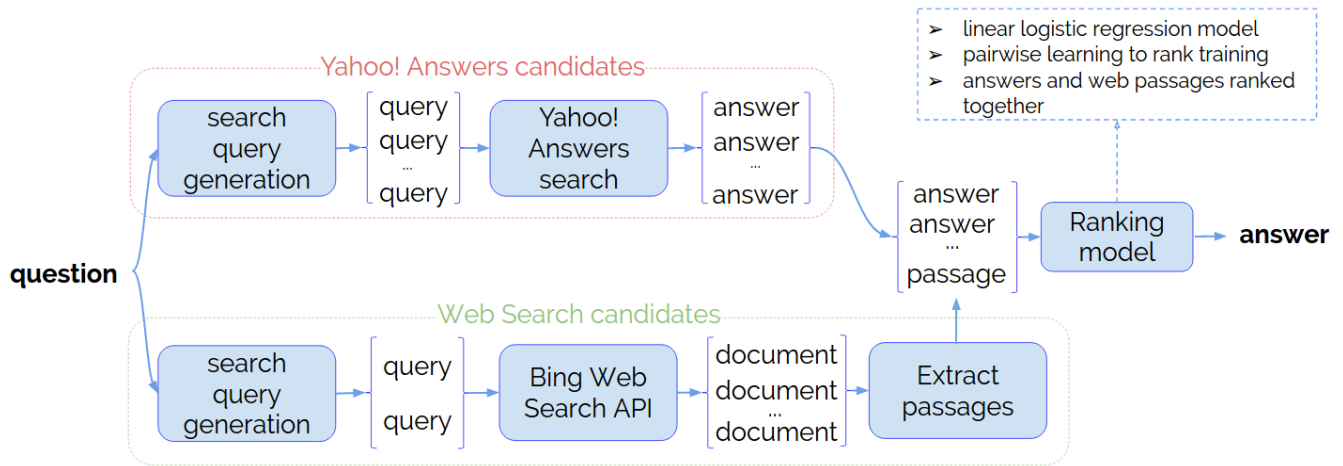 ➢ linear logistic regression model
➢ pairwise learning to rank training
➢ answers and web passages ranked
together
Yahoo! Answers candidates
search
query
generation
query
query
...
query
Yahoo!
Answers
search
answer
answer
...
answer
answer
answer
...
passage
Ranking
model
answer
question
Web Search candidates
search
query
generation
query
query
Bing Web
Search API
document
document
...
document
Extract
passages